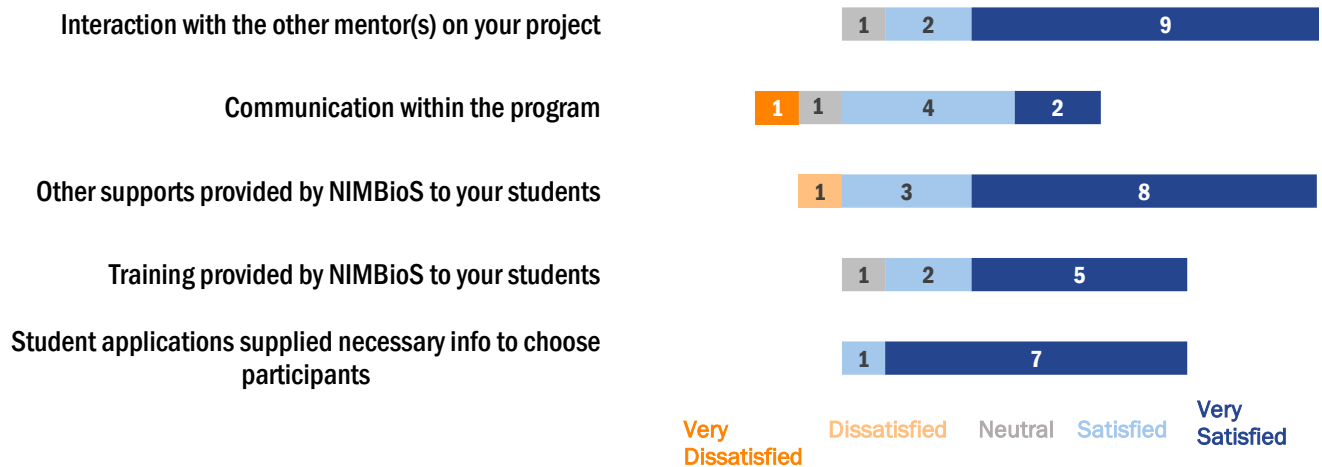 Interaction with the other mentor(s) on your project
1 2 9
Communication within the program
1 1 4 2
Other supports provided by NIMBioS to your students
1 3 8
Training provided by NIMBioS to your students
1 2 5
Student applications supplied necessary info to choose
participants
1 7
Very
Dissatisfied
Dissatisfied
Neutral
Satisfied
Very
Satisfied